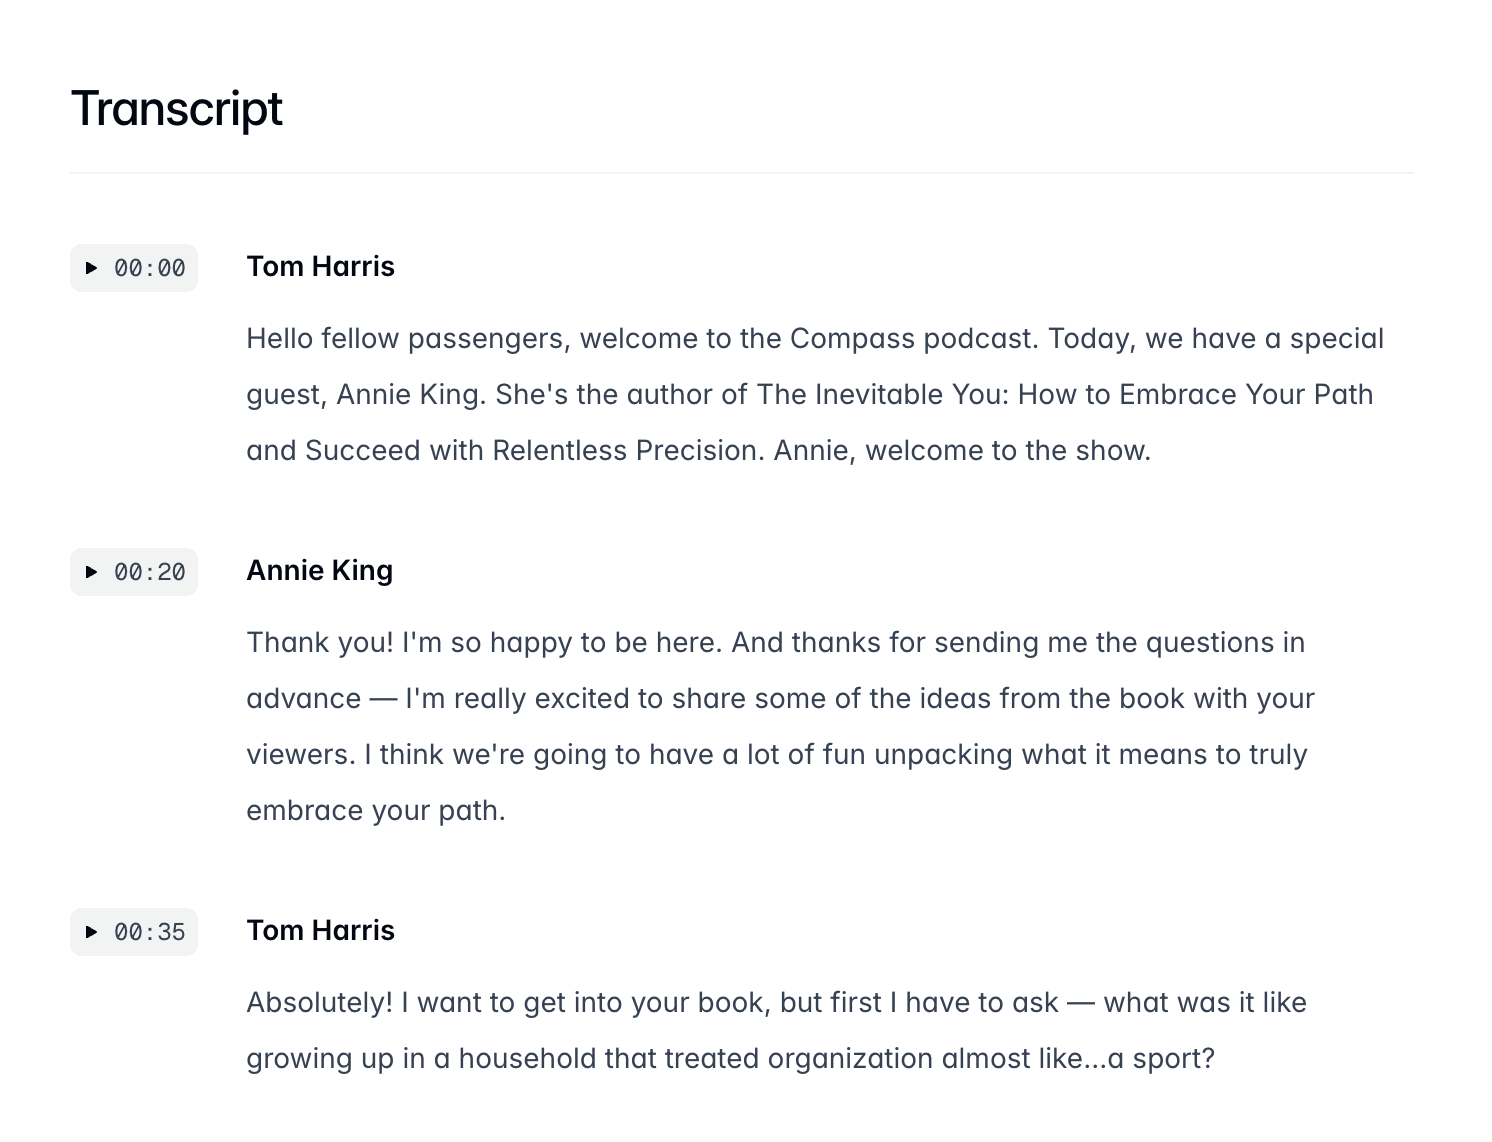 Transcript
00:00
Tom Harris
Hello fellow passengers, welcome to the Compass podcast. Today, we have a special
guest, Annie King. She's the author of The Inevitable You: How to Embrace Your Path
and Succeed with Relentless Precision. Annie, welcome to the show.
00:20
Annie King
Thank you! I'm so happy to be here. And thanks for sending me the questions in
advance — I'm really excited to share some of the ideas from the book with your
viewers. I think we're going to have a lot of fun unpacking what it means to truly
embrace your path.
00:35
Tom Harris
Absolutely! I want to get into your book, but first I have to ask — what was it like
growing up in a household that treated organization almost like...a sport?